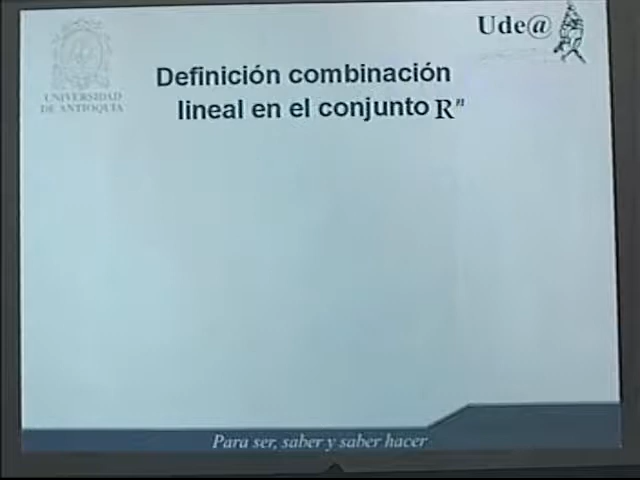 Ude@
UNIVERSIDAD
DE ANTIOQUIA
Definición combinación
lineal en el conjunto Rⁿ
Para ser, saber y saber hacer